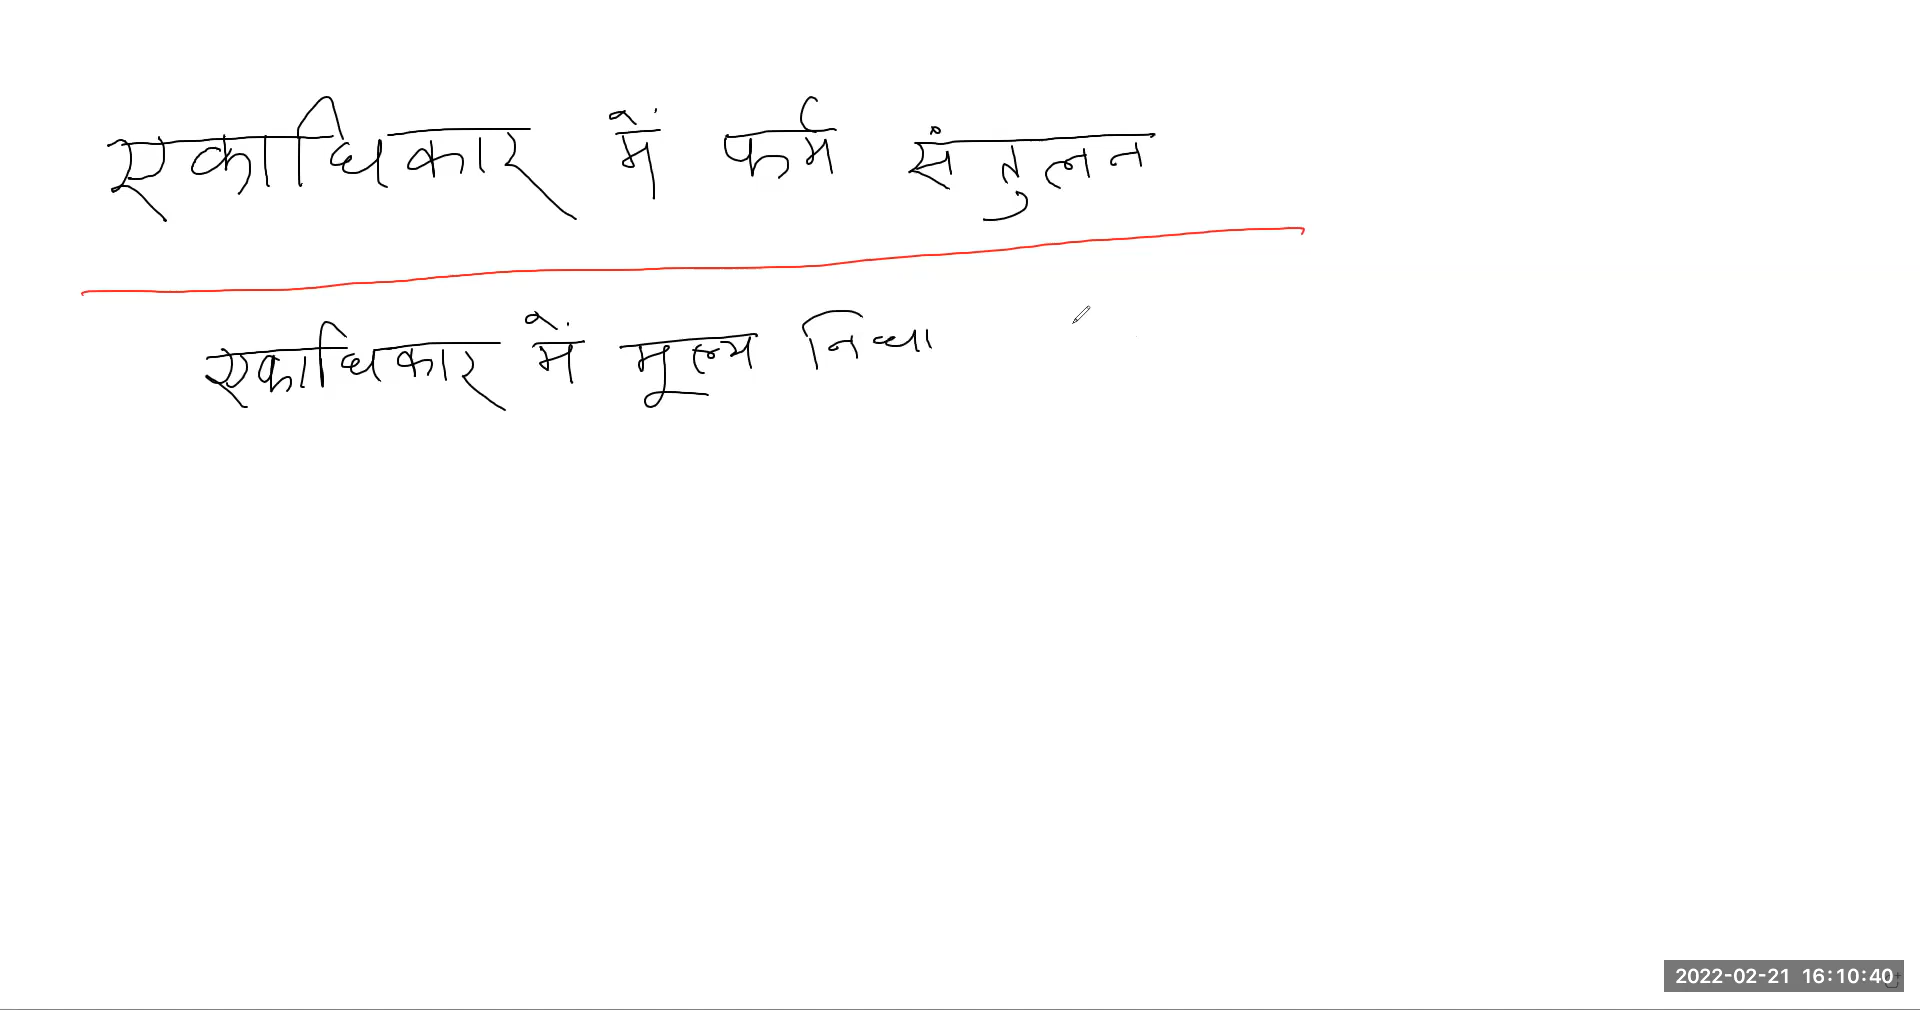 एकाधिकार में फर्म संतुलन
एकाधिकार में मूल्य निधा
2022-02-21 16:10:40